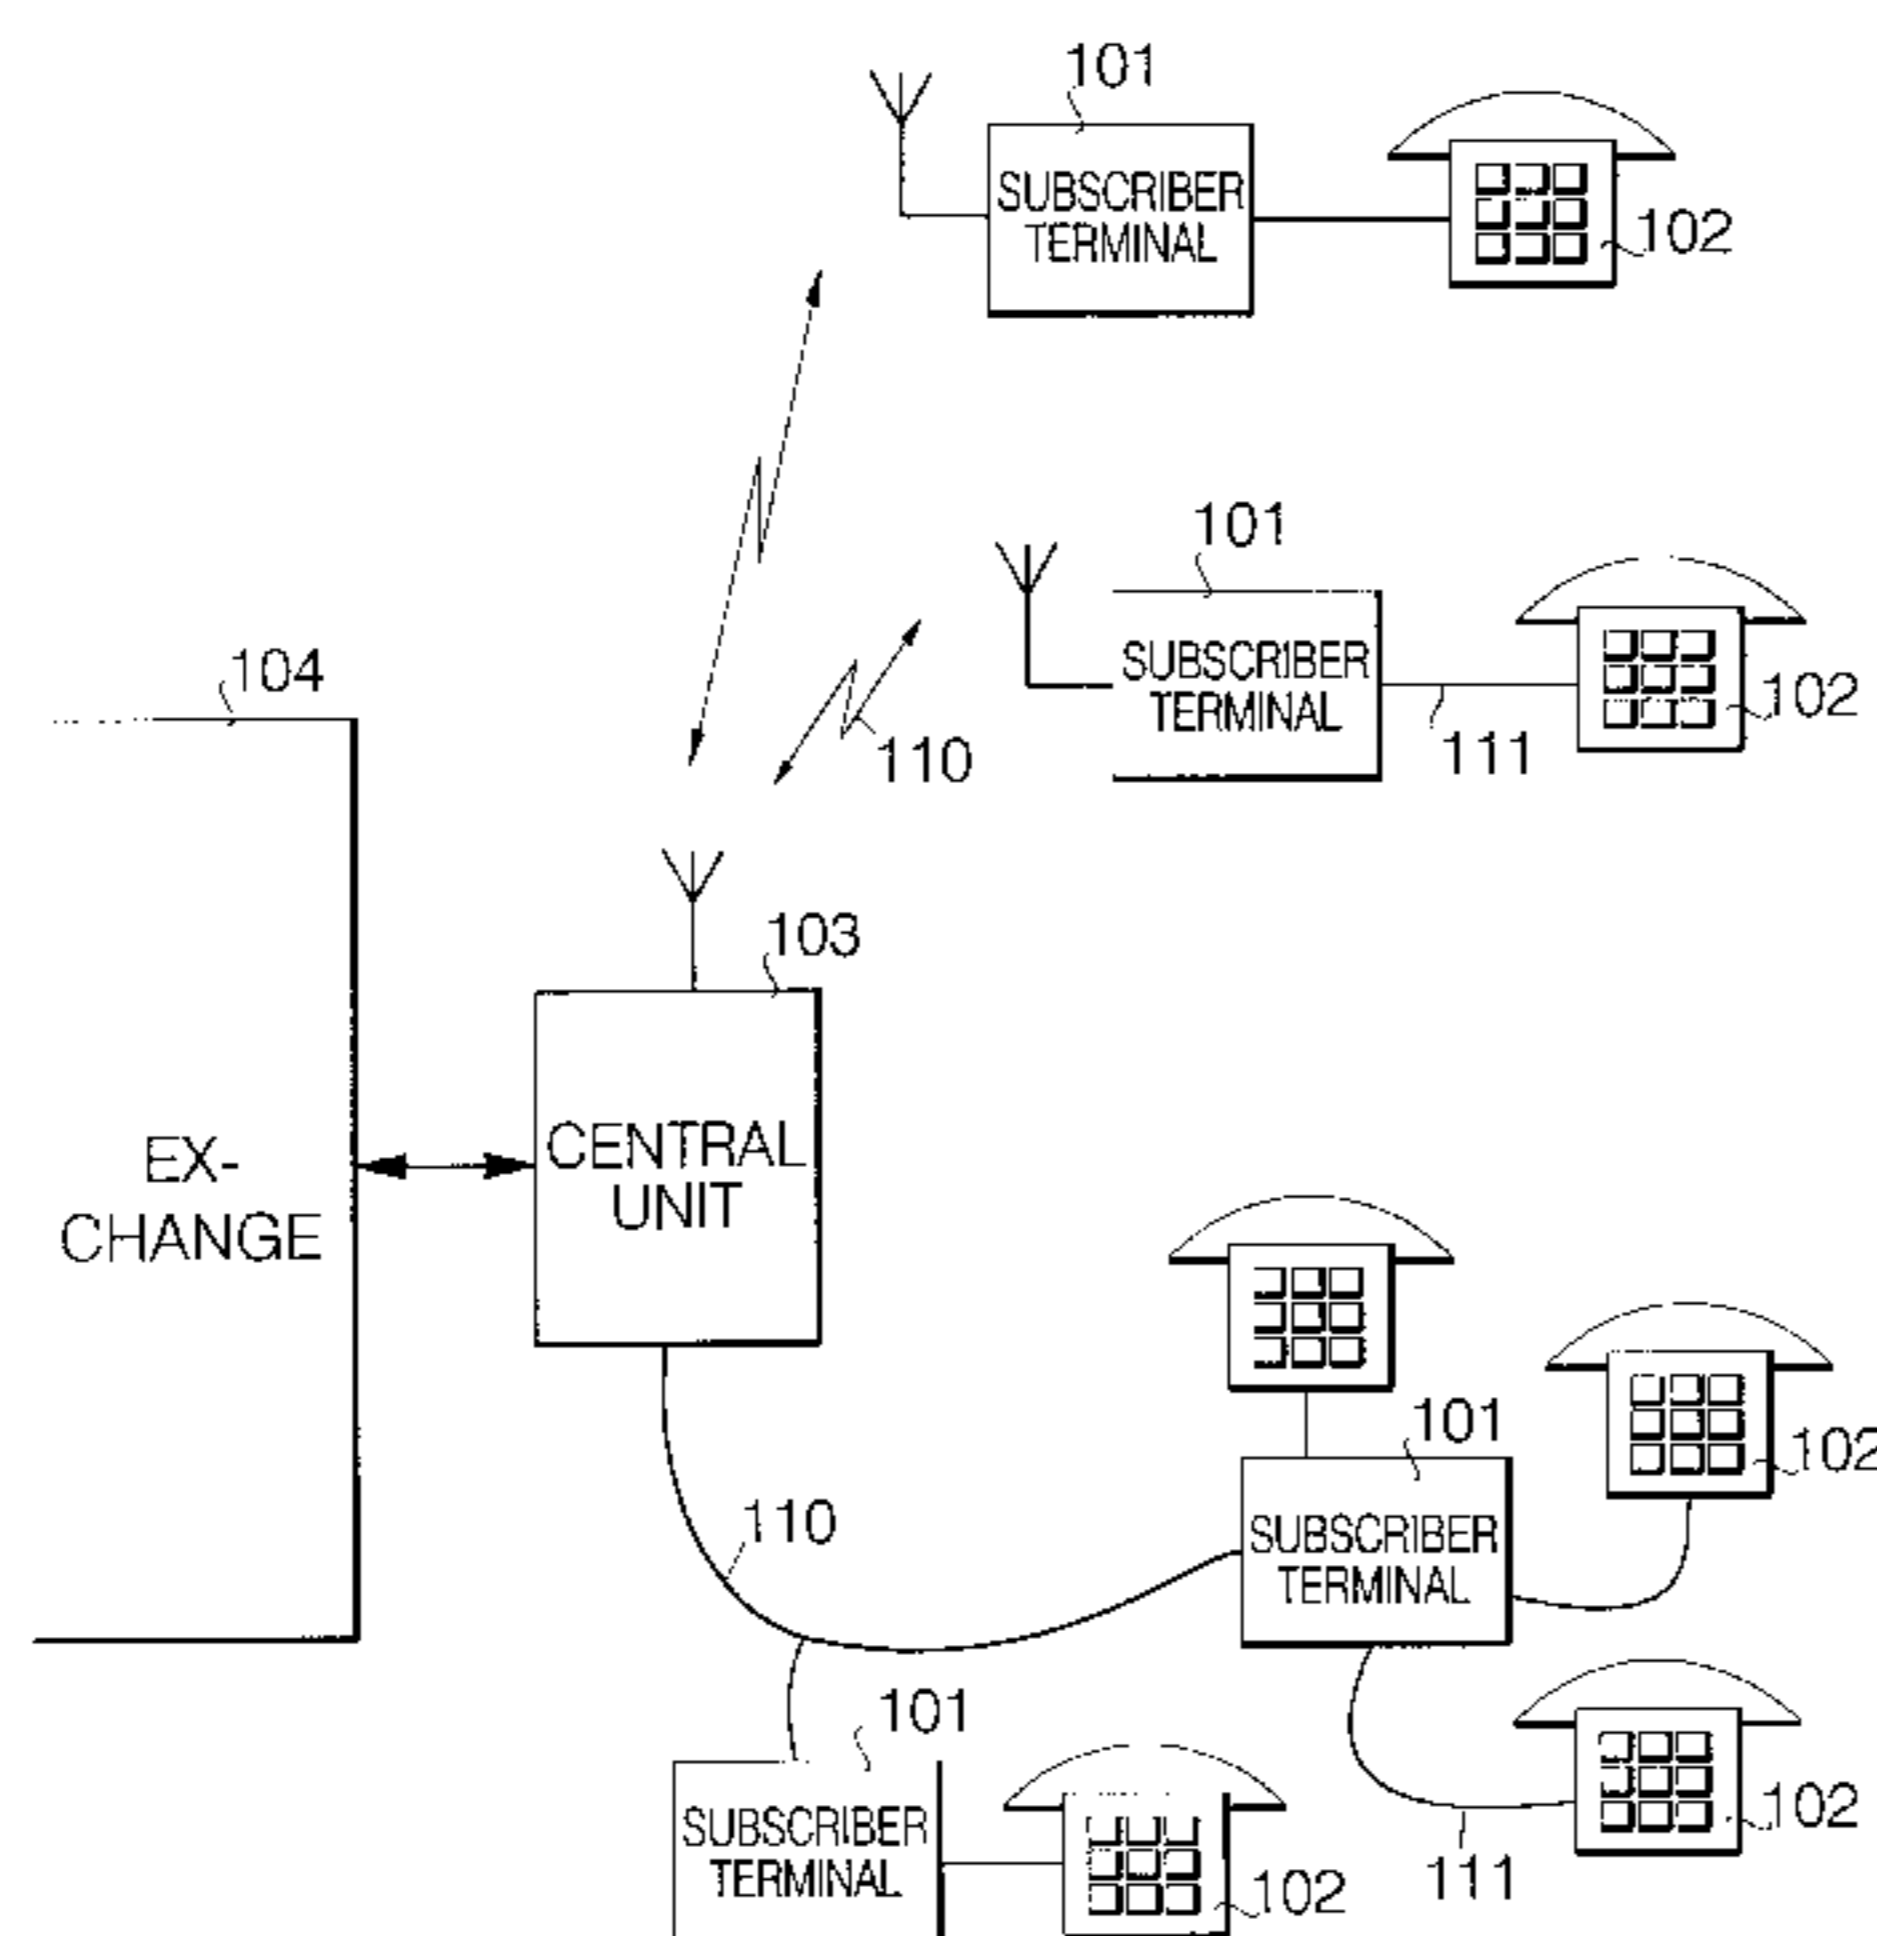 101
SUBSCRIBER
TERMINAL
102
101
SUBSCRIBER
TERMINAL
102
111
110
104
EX-
CHANGE
103
CENTRAL
UNIT
101
SUBSCRIBER
TERMINAL
102
110
101
SUBSCRIBER
TERMINAL
102
111
102